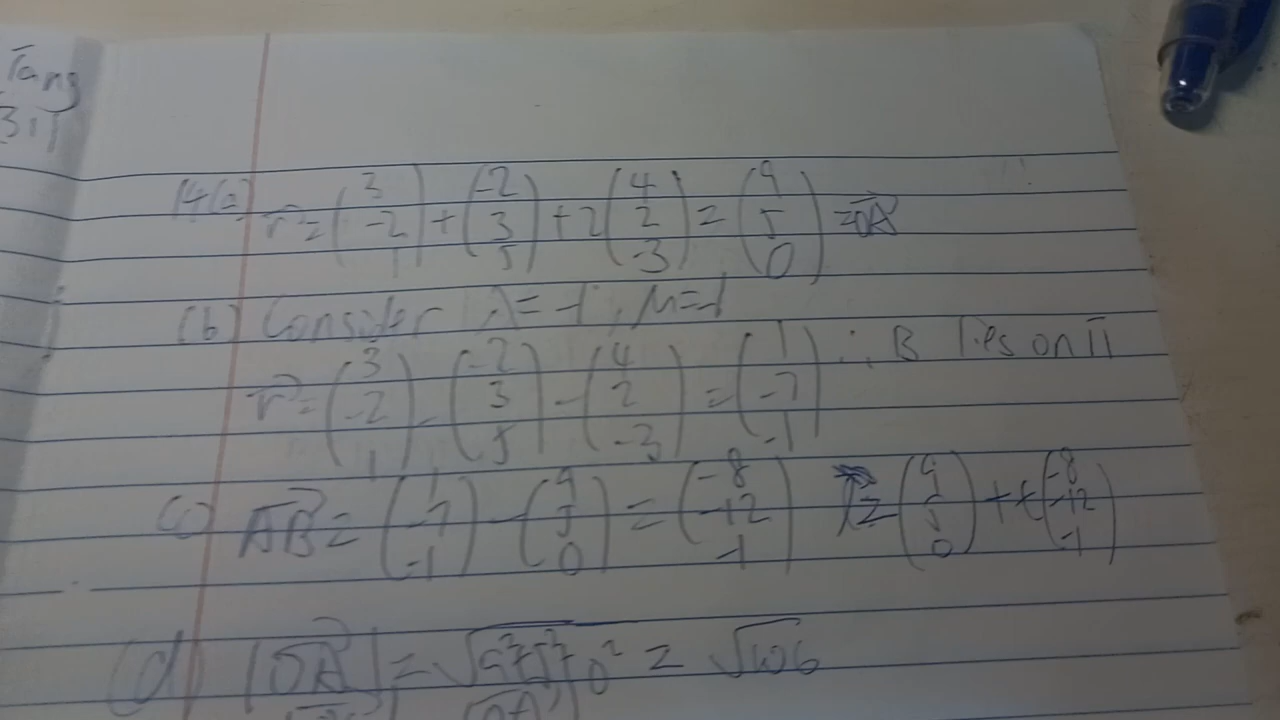 Tang
3i1
14(a) r⃗ = (3 -2 1) + (-2 3 5) + 2(4 2 -3) = (9 5 0) = OA⃗
(b) Consider λ=-1, μ=-1
r⃗ = (3 -2 1) - (-2 3 5) - (4 2 -3) = (1 -7 -1) ∴ B lies on Π
(c) AB⃗ = (1 -7 -1) - (9 5 0) = (-8 -12 -1) = (9 5 0) + t(-8 -12 -1)
(d) |OA⃗| = √9²+5²+0² = √106